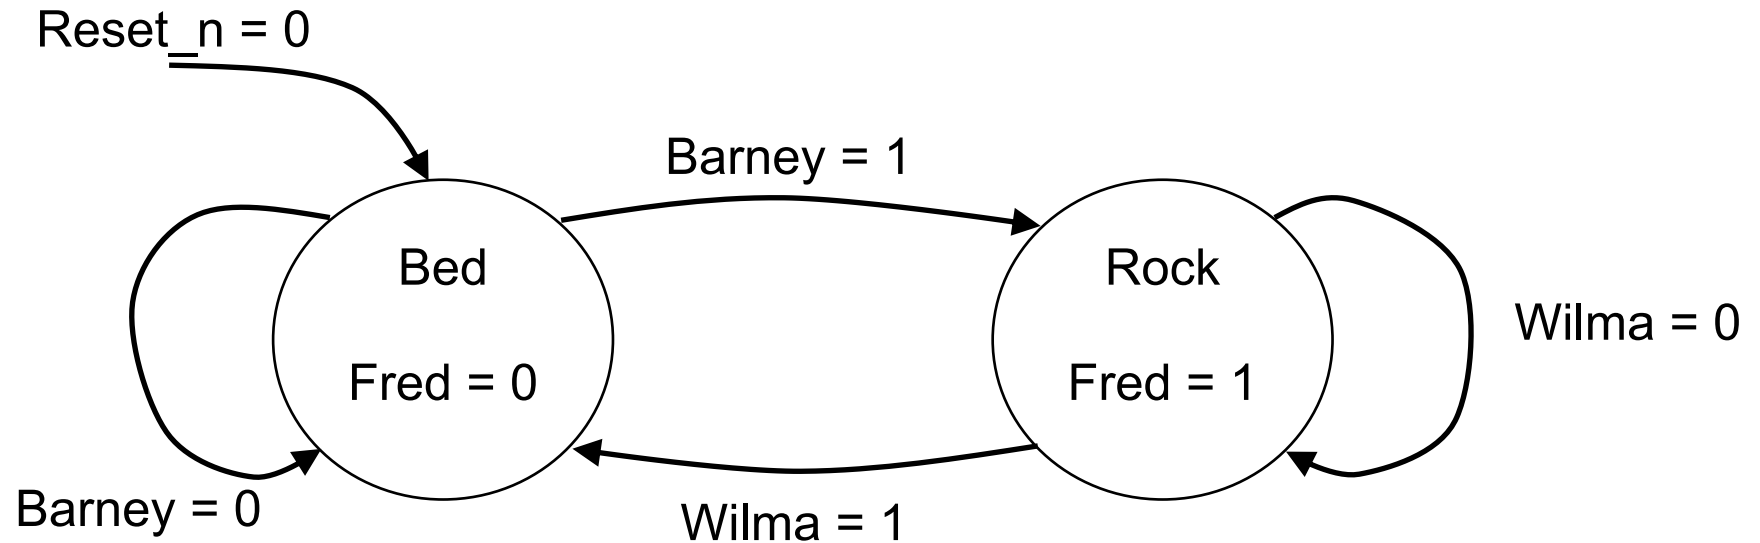 Reset_n = 0
Barney = 1
Bed
Rock
Wilma = 0
Fred = 0
Fred = 1
Barney = 0
Wilma = 1